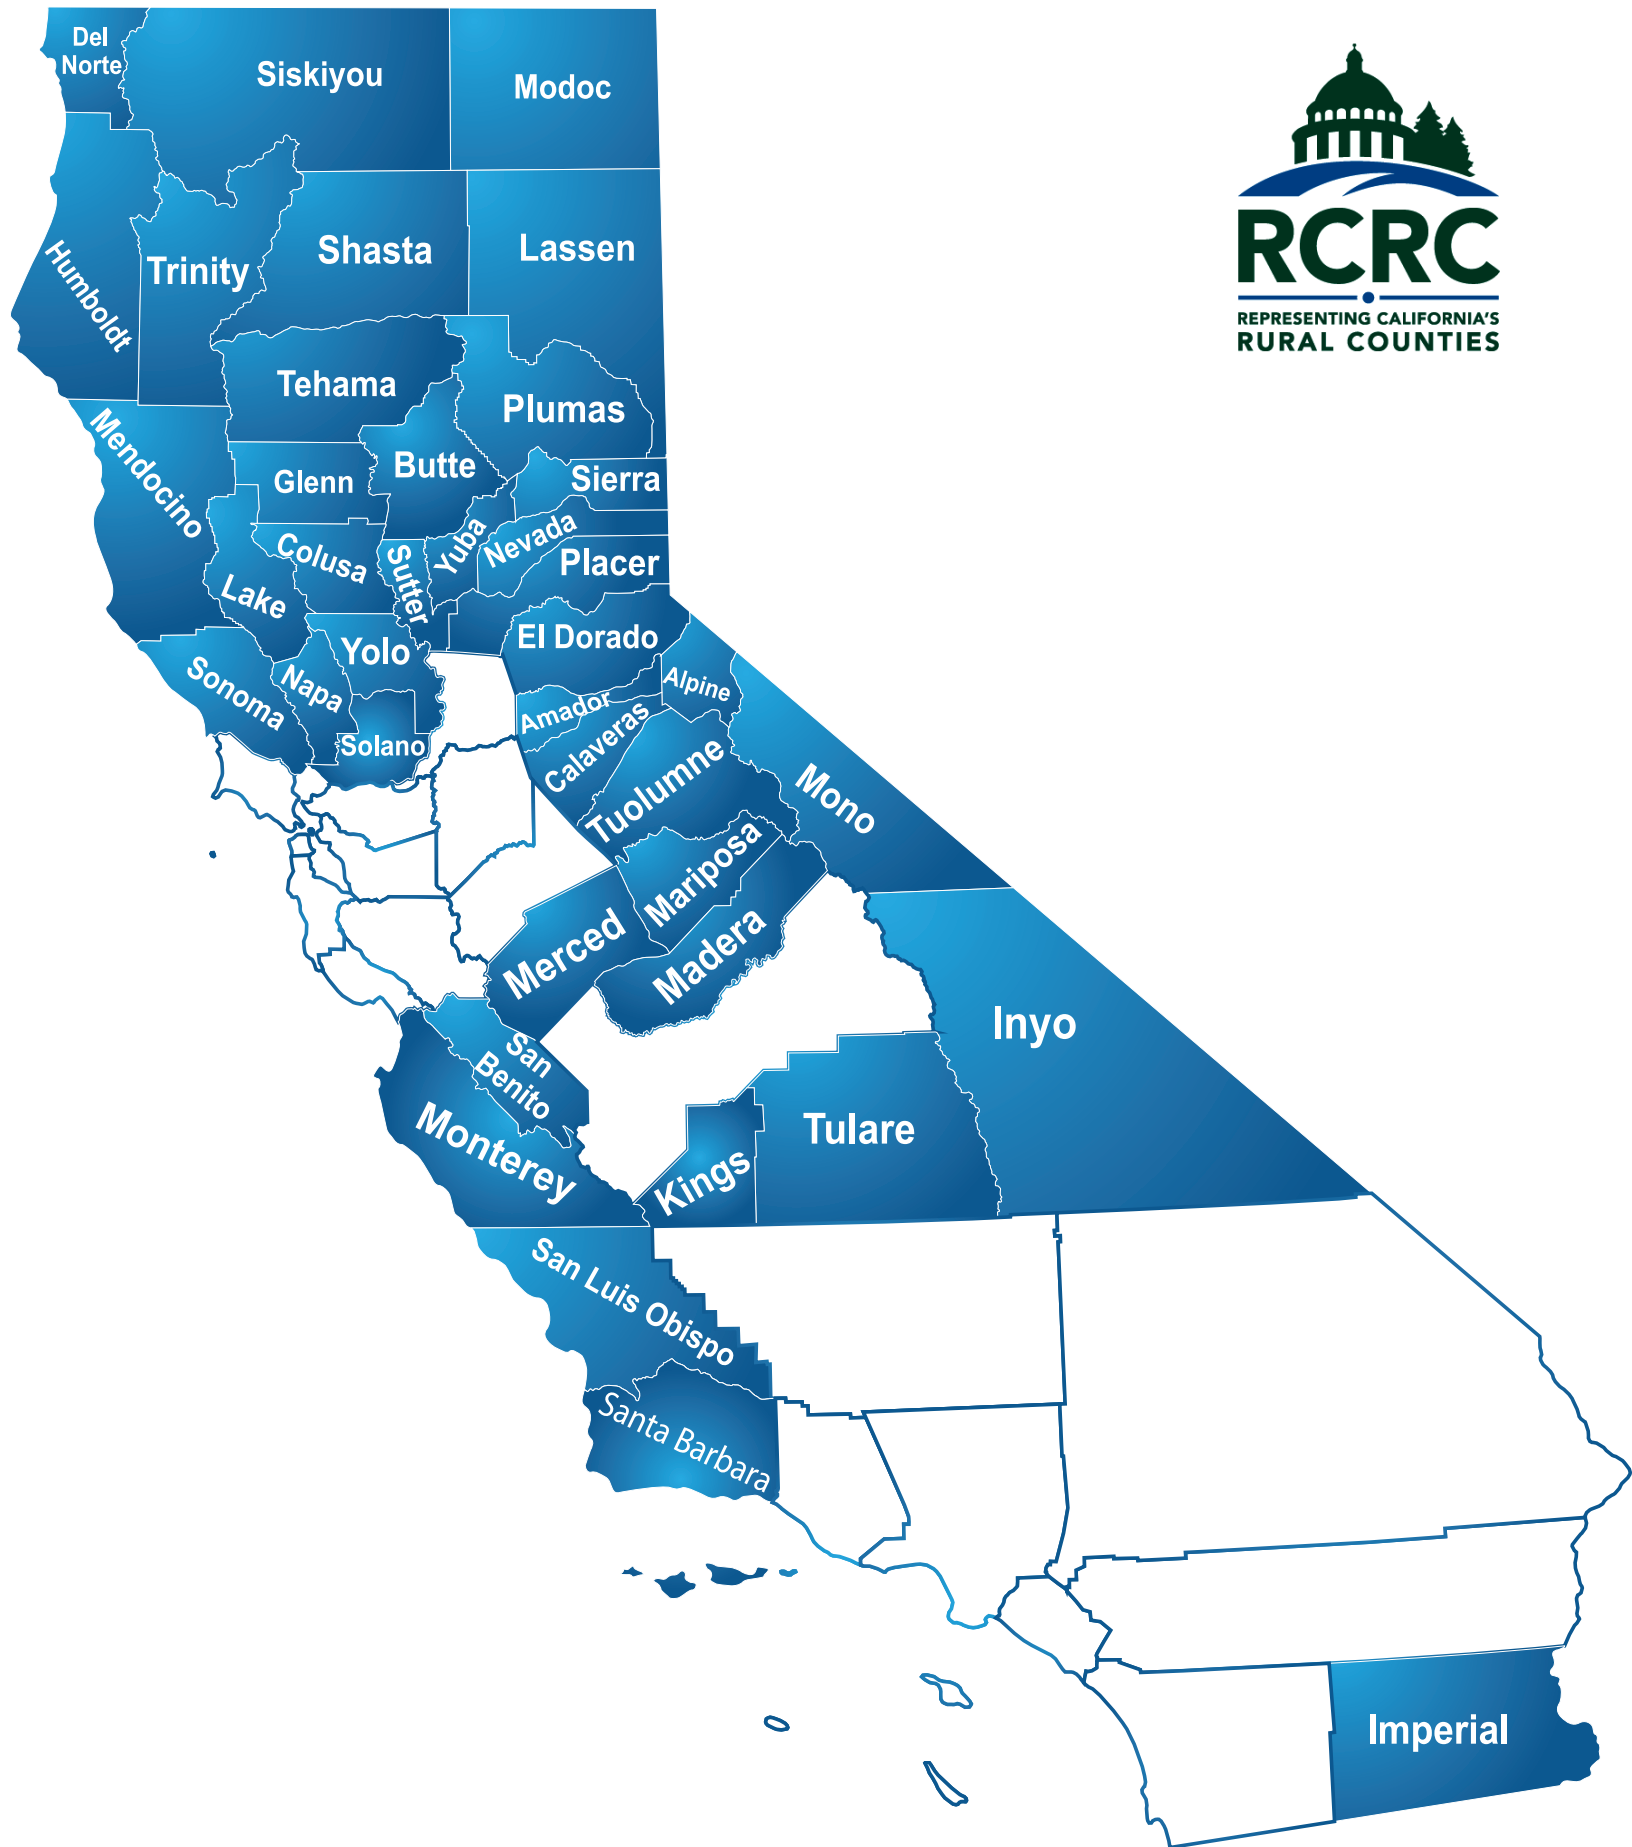 Del
Norte
Siskiyou
Modoc
Humboldt
Trinity
Shasta
Lassen
RCRC
REPRESENTING CALIFORNIA'S
RURAL COUNTIES
Tehama
Plumas
Mendocino
Glenn
Butte
Sierra
Colusa
Sutter
Yuba
Nevada
Placer
Lake
El Dorado
Yolo
Sonoma
Napa
Alpine
Amador
Solano
Calaveras
Tuolumne
Mono
Mariposa
Merced
Madera
Inyo
San
Benito
Monterey
Kings
Tulare
San Luis Obispo
Santa Barbara
Imperial